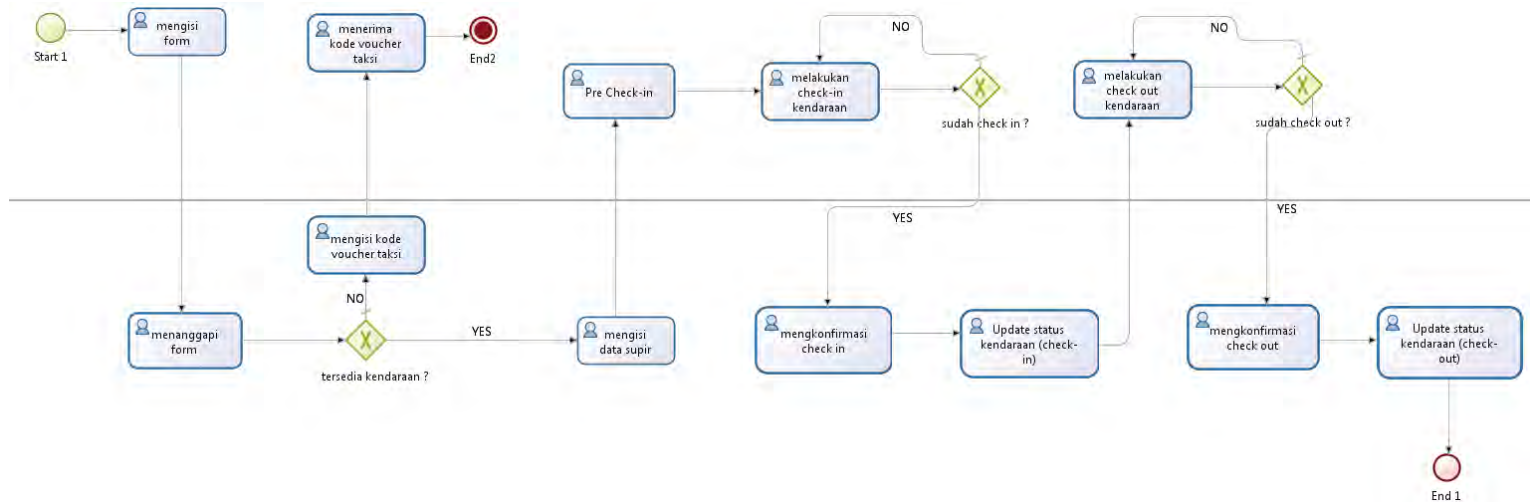 mengisi
form
Start 1
menerima
kode voucher
taksi
End2
Pre Check-in
melakukan
check-in
kendaraan
NO
sudah check in ?
melakukan
check out
kendaraan
NO
sudah check out ?
YES
YES
mengisi kode
voucher taksi
NO
menanggapi
form
tersedia kendaraan ?
YES
mengisi
data supir
mengkonfirmasi
check in
Update status
kendaraan (check-
in)
mengkonfirmasi
check out
Update status
kendaraan (check-
out)
End 1